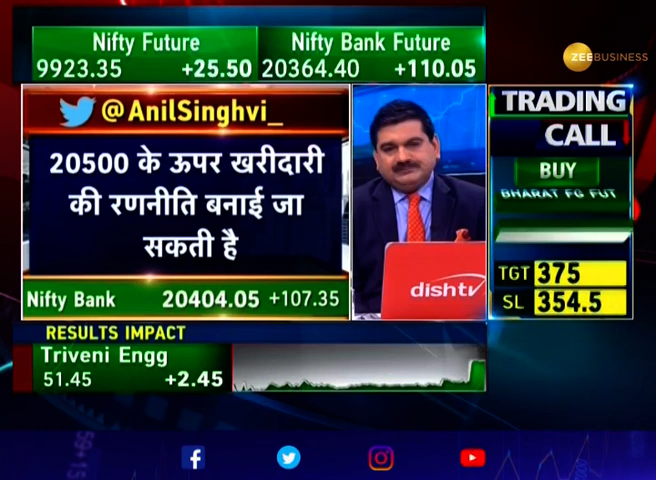 Nifty Future
9923.35 +25.50
Nifty Bank Future
20364.40 +110.05
ZEEBUSINESS
@AnilSinghvi_
20500 के ऊपर खरीदारी
की रणनीति बनाई जा
सकती है
Nifty Bank 20404.05 +107.35
dishtv
TRADING
CALL
BUY
BHARAT FG FUT
TGT 375
SL 354.5
RESULTS IMPACT
Triveni Engg
51.45 +2.45